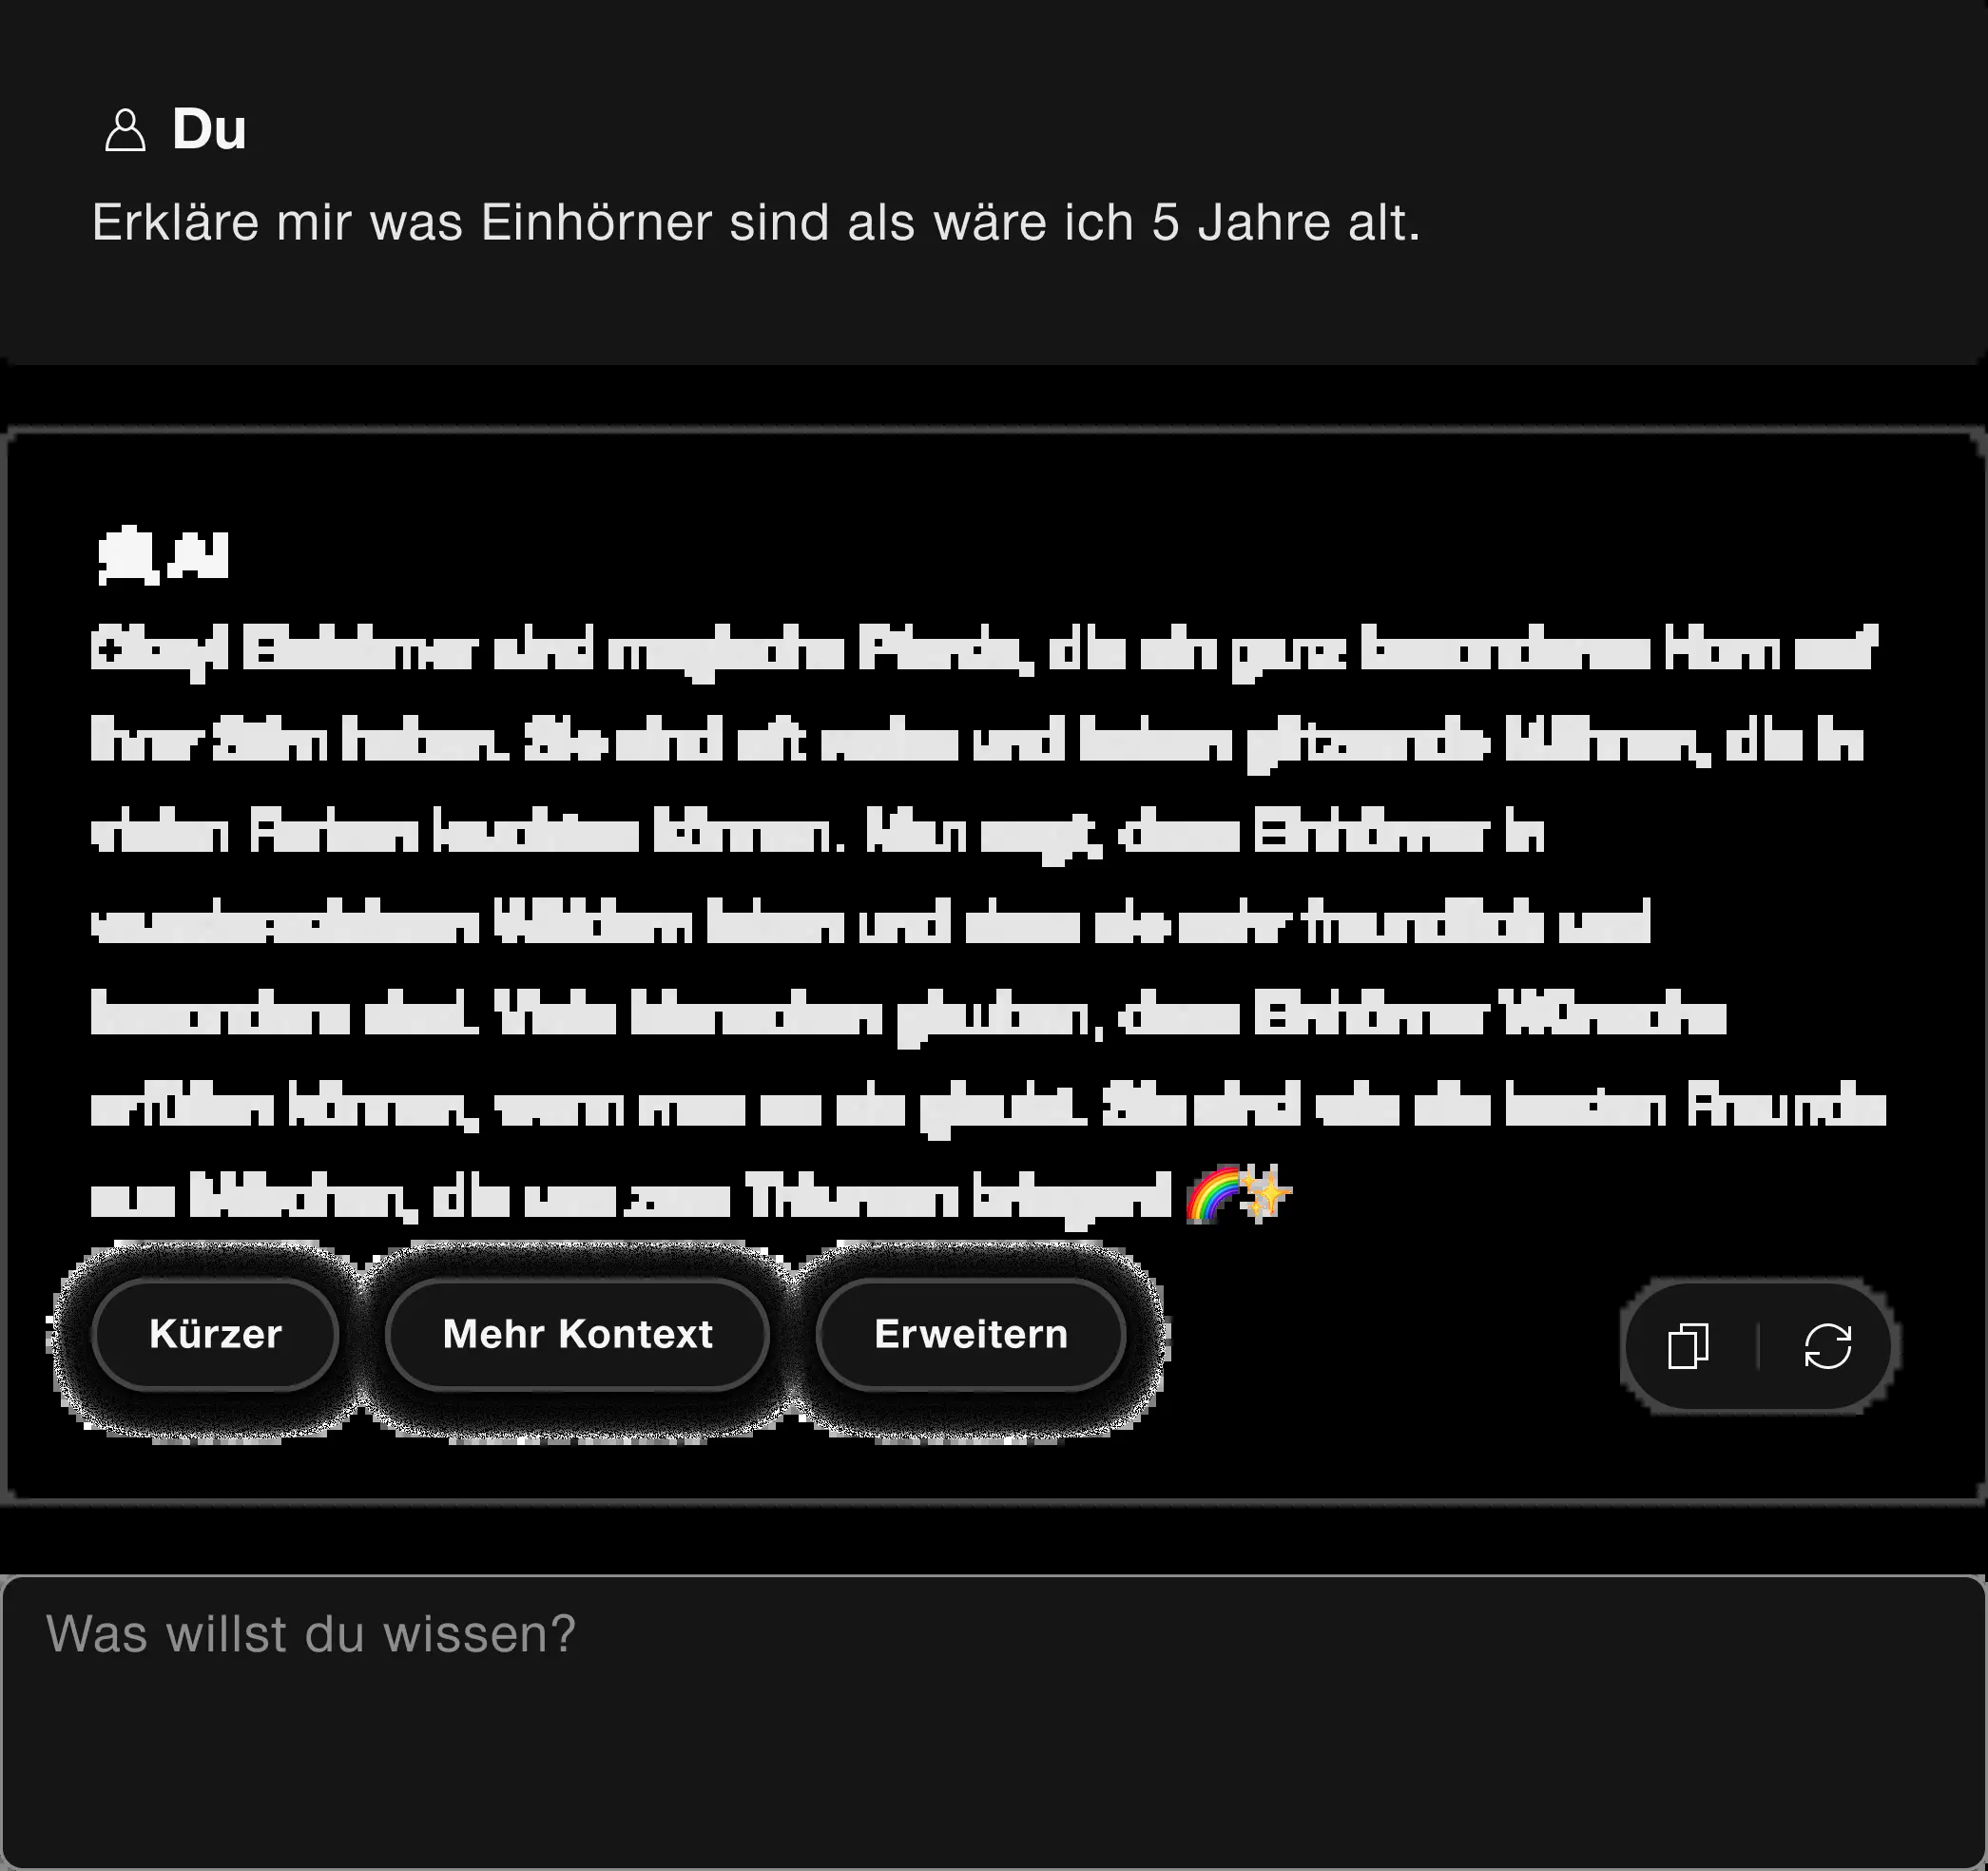 Du
Erkläre mir was Einhörner sind als wäre ich 5 Jahre alt.
AI
Okay! Einhörner sind magische Pferde, die ein ganz besonderes Horn auf
ihrer Stirn haben. Sie sind oft und haben glitzernde Mähnen, die in
vielen Farben leuchten können. Man sagt, dass Einhörner in
wunderschönen Wäldern leben und dass sie sehr freundlich und
besonders sind. Viele Menschen glauben, dass Einhörner Wünsche
erfüllen können, wenn man an sie glaubt. Sie sind wie die besten Freunde
aus Märchen, die uns zum Träumen bringen! 🌈✨
Kürzer Mehr Kontext Erweitern
Was willst du wissen?